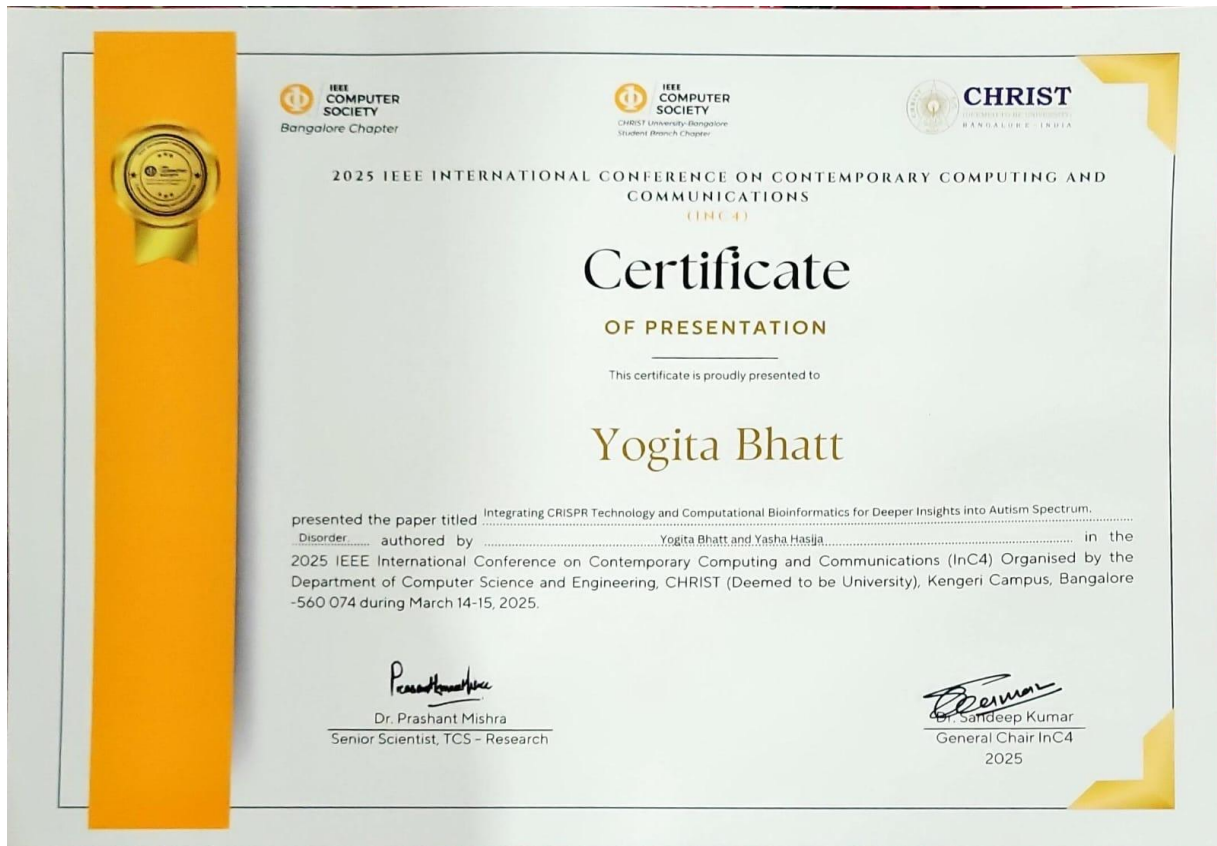 IEEE
COMPUTER
SOCIETY
Bangalore Chapter
IEEE
COMPUTER
SOCIETY
CHRIST University-Bangalore
Student Branch Chapter
CHRIST
(DEEMED TO BE UNIVERSITY)
BANGALORE · INDIA
2025 IEEE INTERNATIONAL CONFERENCE ON CONTEMPORARY COMPUTING AND
COMMUNICATIONS
(INC4)
Certificate
OF PRESENTATION
This certificate is proudly presented to
Yogita Bhatt
presented the paper titled Integrating CRISPR Technology and Computational Bioinformatics for Deeper Insights into Autism Spectrum.
Disorder authored by Yogita Bhatt and Yasha Hasija in the
2025 IEEE International Conference on Contemporary Computing and Communications (InC4) Organised by the
Department of Computer Science and Engineering, CHRIST (Deemed to be University), Kengeri Campus, Bangalore
-560 074 during March 14-15, 2025.
Dr. Prashant Mishra
Senior Scientist, TCS – Research
Dr. Sandeep Kumar
General Chair InC4
2025